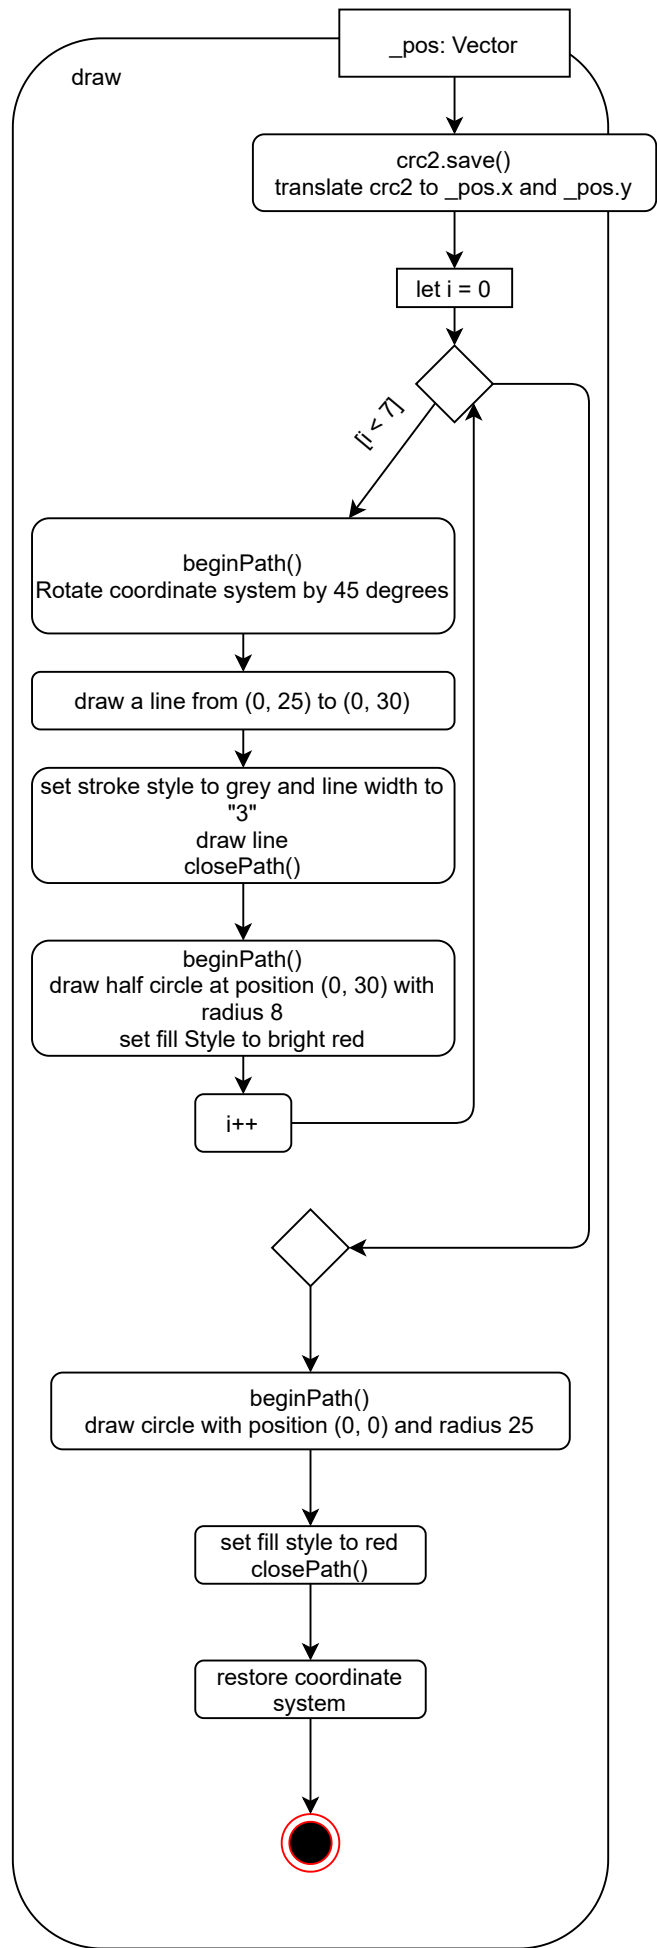 _pos: Vector
draw
crc2.save()
translate crc2 to _pos.x and _pos.y
let i = 0
[i < 7]
beginPath()
Rotate coordinate system by 45 degrees
draw a line from (0, 25) to (0, 30)
set stroke style to grey and line width to
"3"
draw line
closePath()
beginPath()
draw half circle at position (0, 30) with
radius 8
set fill Style to bright red
i++
beginPath()
draw circle with position (0, 0) and radius 25
set fill style to red
closePath()
restore coordinate
system